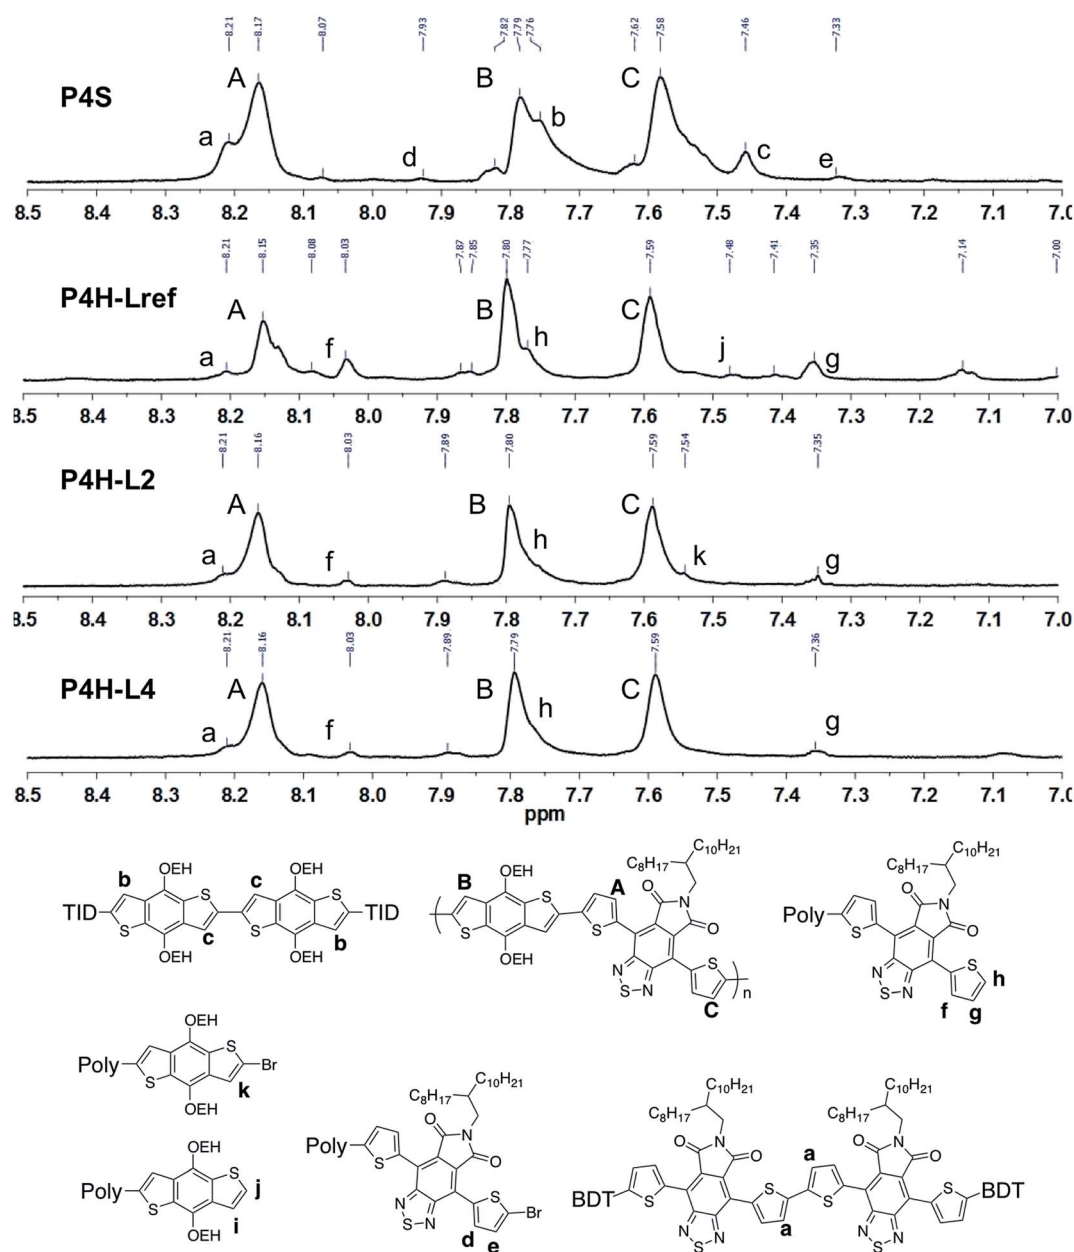 8.21 8.17 8.07 7.93 7.82 7.79 7.76 7.62 7.58 7.46 7.33
P4S
a A d B b C c e
8.5 8.4 8.3 8.2 8.1 8.0 7.9 7.8 7.7 7.6 7.5 7.4 7.3 7.2 7.1 7.0
8.21 8.15 8.08 8.03 7.87 7.85 7.80 7.77 7.59 7.48 7.41 7.35 7.14 7.00
P4H-Lref
a A f B h C j g
8.5 8.4 8.3 8.2 8.1 8.0 7.9 7.8 7.7 7.6 7.5 7.4 7.3 7.2 7.1 7.0
8.21 8.16 8.03 7.89 7.80 7.59 7.54 7.35
P4H-L2
a A f B h C k g
8.5 8.4 8.3 8.2 8.1 8.0 7.9 7.8 7.7 7.6 7.5 7.4 7.3 7.2 7.1 7.0
8.21 8.16 8.03 7.89 7.79 7.59 7.36
P4H-L4
a A f B h C g
8.5 8.4 8.3 8.2 8.1 8.0 7.9 7.8 7.7 7.6 7.5 7.4 7.3 7.2 7.1 7.0
ppm
OEH OEH
b S c S
TID TID
S c S b
OEH OEH
C10H21
C8H17
OEH
B S A O N O
S S
OEH
N S N S n
C
C10H21
C8H17
O N O
Poly S
S
N S N h
f g
OEH
S
Poly Br
S k
OEH
OEH
S
Poly j
S i
OEH
C10H21
C8H17
O N O
Poly S
S Br
N S N
d e
C10H21 C10H21
C8H17 C8H17
O N O a O N O
BDT S S S S BDT
N S N a N S N